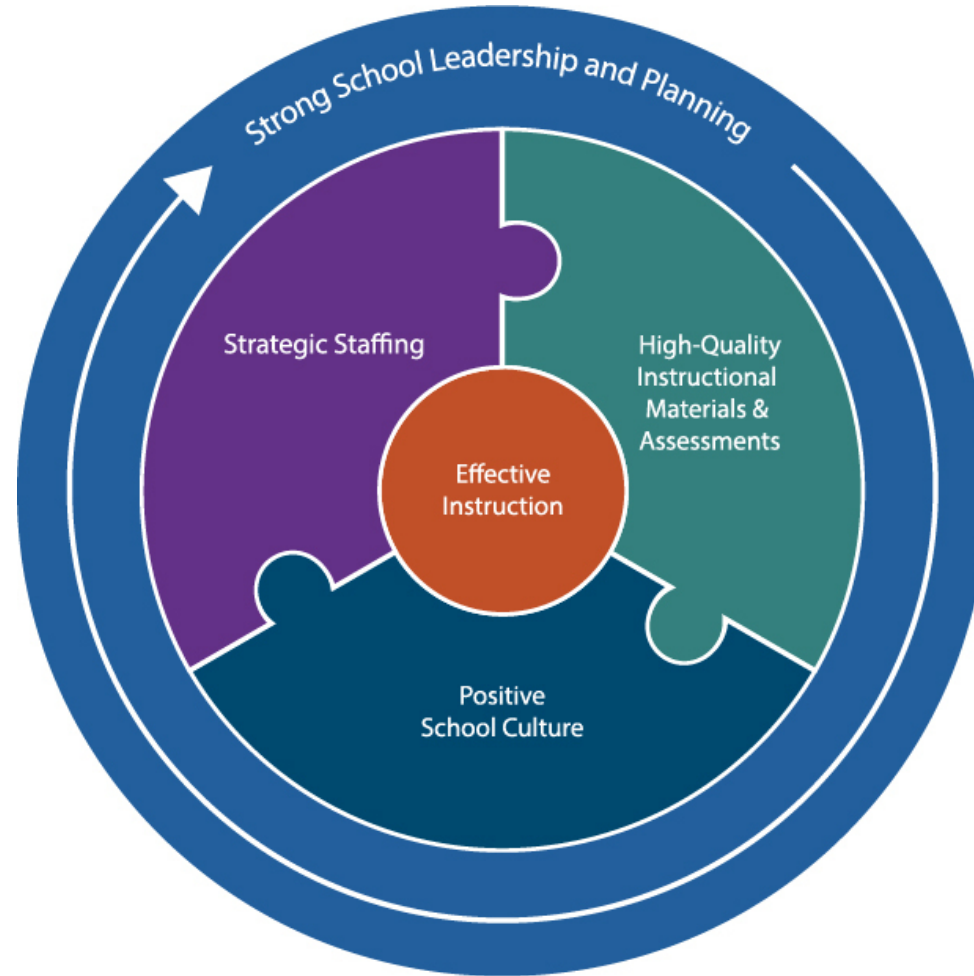 Strong School Leadership and Planning
Strategic Staffing
High-Quality
Instructional
Materials &
Assessments
Effective
Instruction
Positive
School Culture